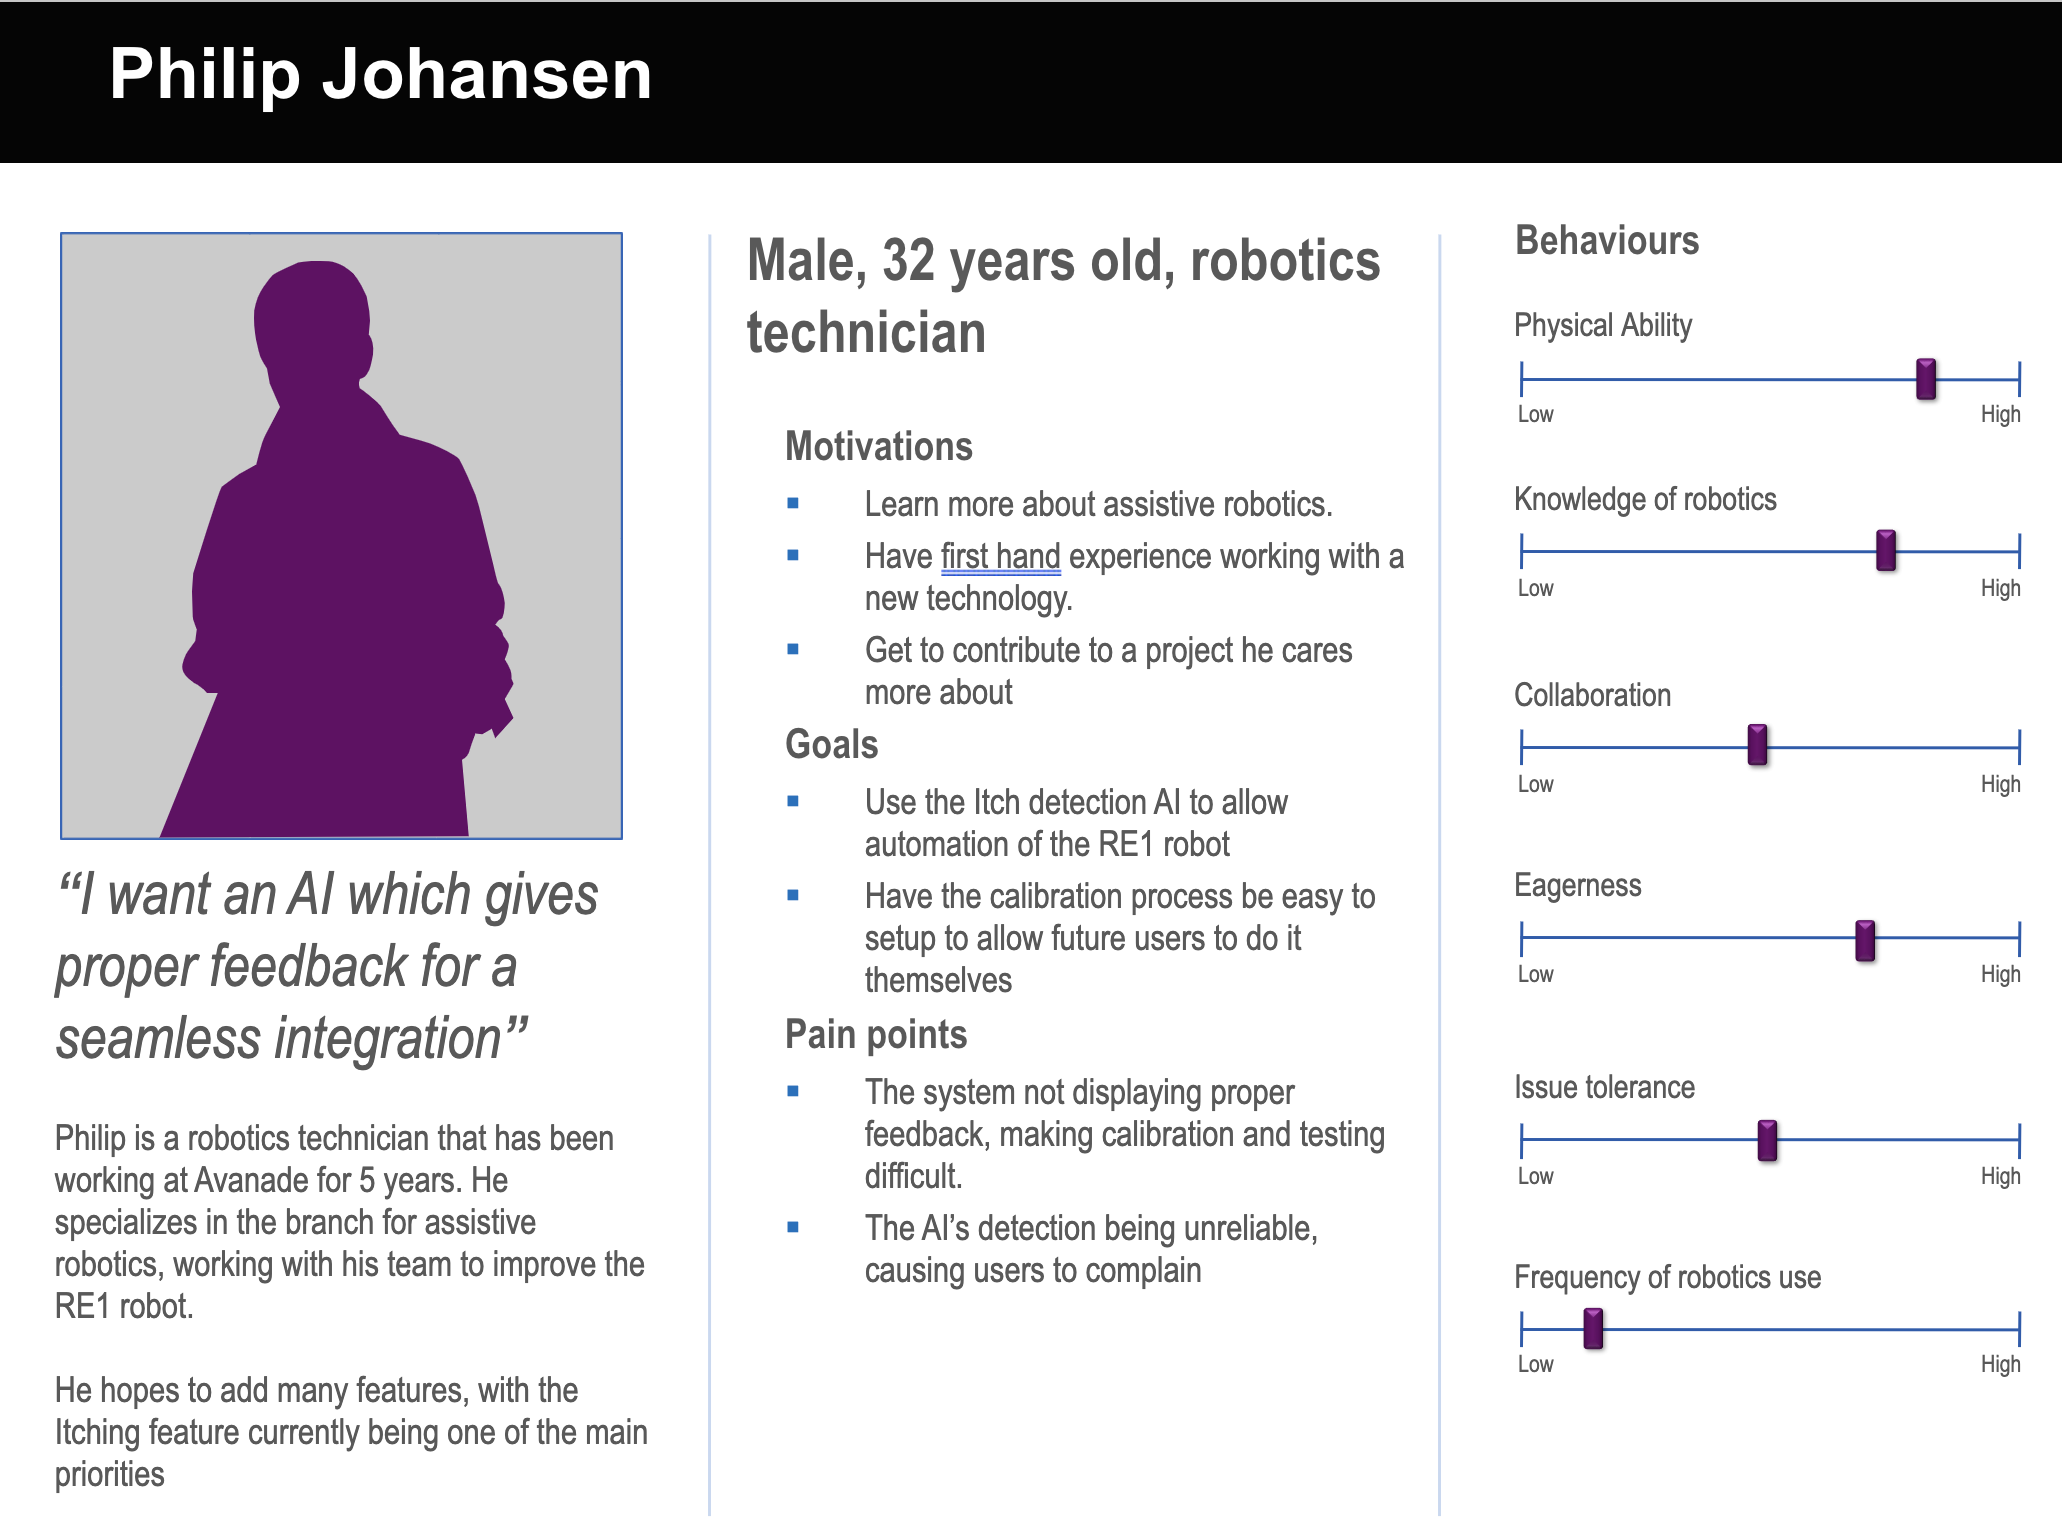 Philip Johansen
“I want an AI which gives
proper feedback for a
seamless integration”
Philip is a robotics technician that has been
working at Avanade for 5 years. He
specializes in the branch for assistive
robotics, working with his team to improve the
RE1 robot.
He hopes to add many features, with the
Itching feature currently being one of the main
priorities
Male, 32 years old, robotics
technician
Motivations
Learn more about assistive robotics.
Have first hand experience working with a
new technology.
Get to contribute to a project he cares
more about
Goals
Use the Itch detection AI to allow
automation of the RE1 robot
Have the calibration process be easy to
setup to allow future users to do it
themselves
Pain points
The system not displaying proper
feedback, making calibration and testing
difficult.
The AI’s detection being unreliable,
causing users to complain
Behaviours
Physical Ability
Low High
Knowledge of robotics
Low High
Collaboration
Low High
Eagerness
Low High
Issue tolerance
Low High
Frequency of robotics use
Low High